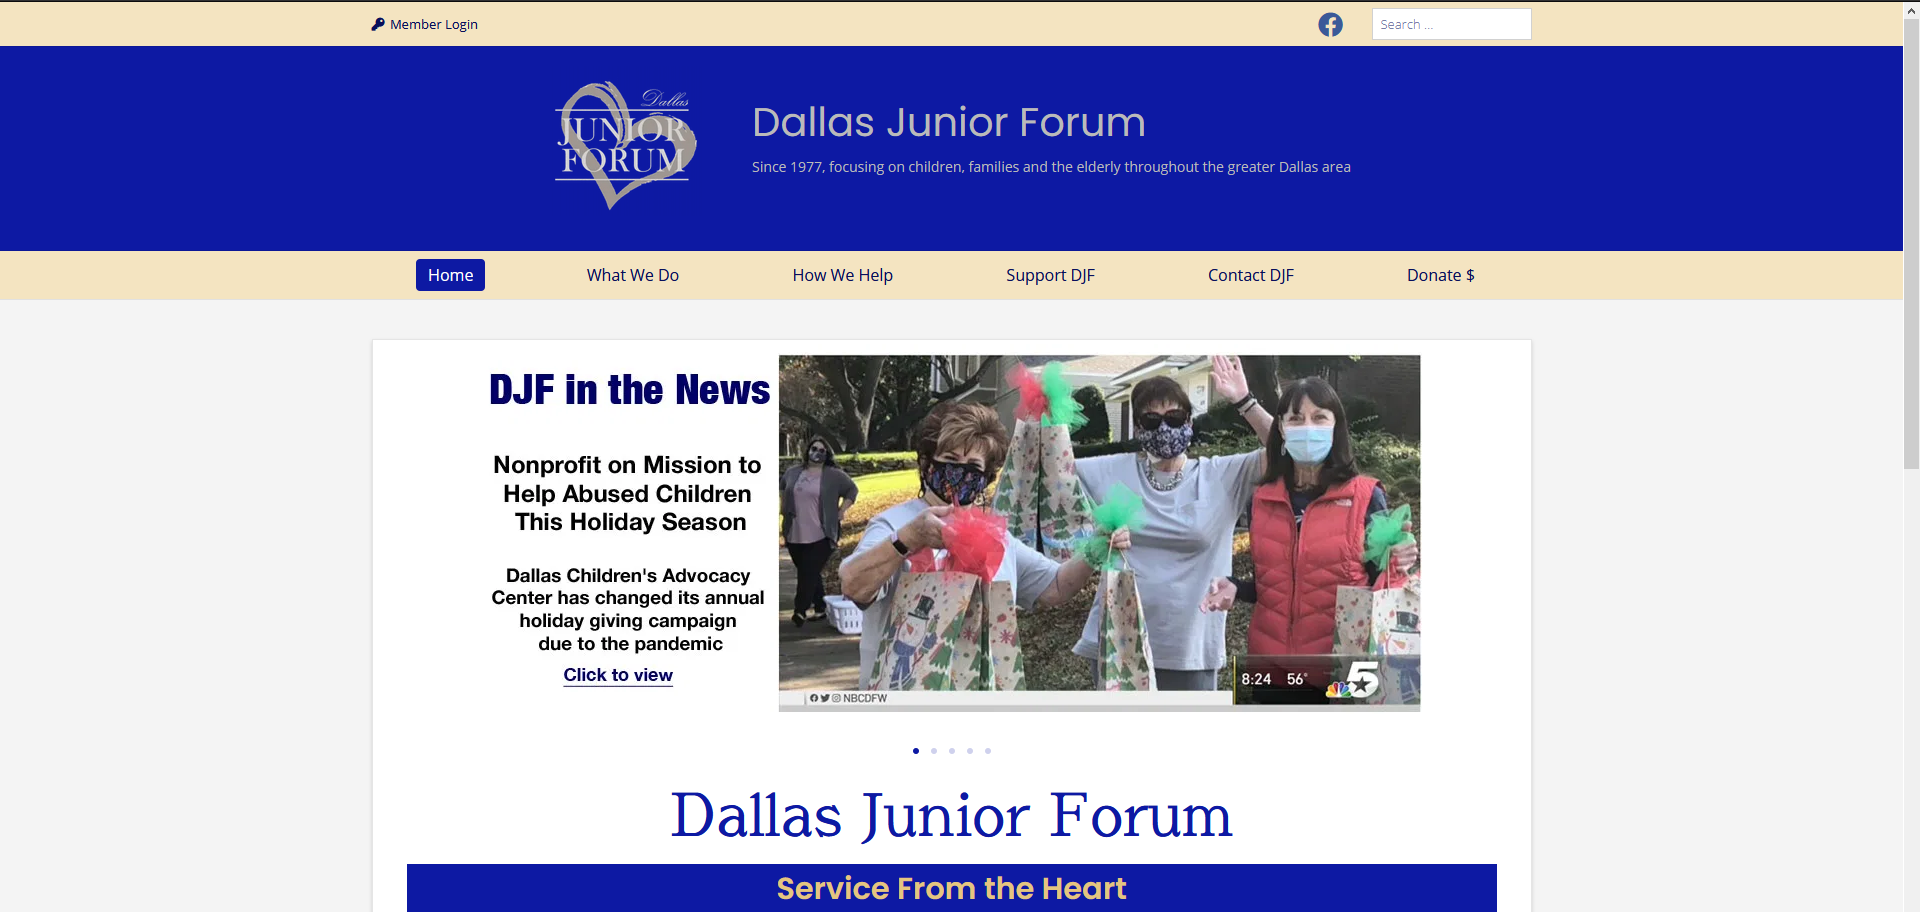 Member Login
Search ...
Dallas
JUNIOR
FORUM
Dallas Junior Forum
Since 1977, focusing on children, families and the elderly throughout the greater Dallas area
Home
What We Do
How We Help
Support DJF
Contact DJF
Donate $
DJF in the News
Nonprofit on Mission to
Help Abused Children
This Holiday Season
Dallas Children's Advocacy
Center has changed its annual
holiday giving campaign
due to the pandemic
Click to view
8:24 56° 5
NBCDFW
Dallas Junior Forum
Service From the Heart